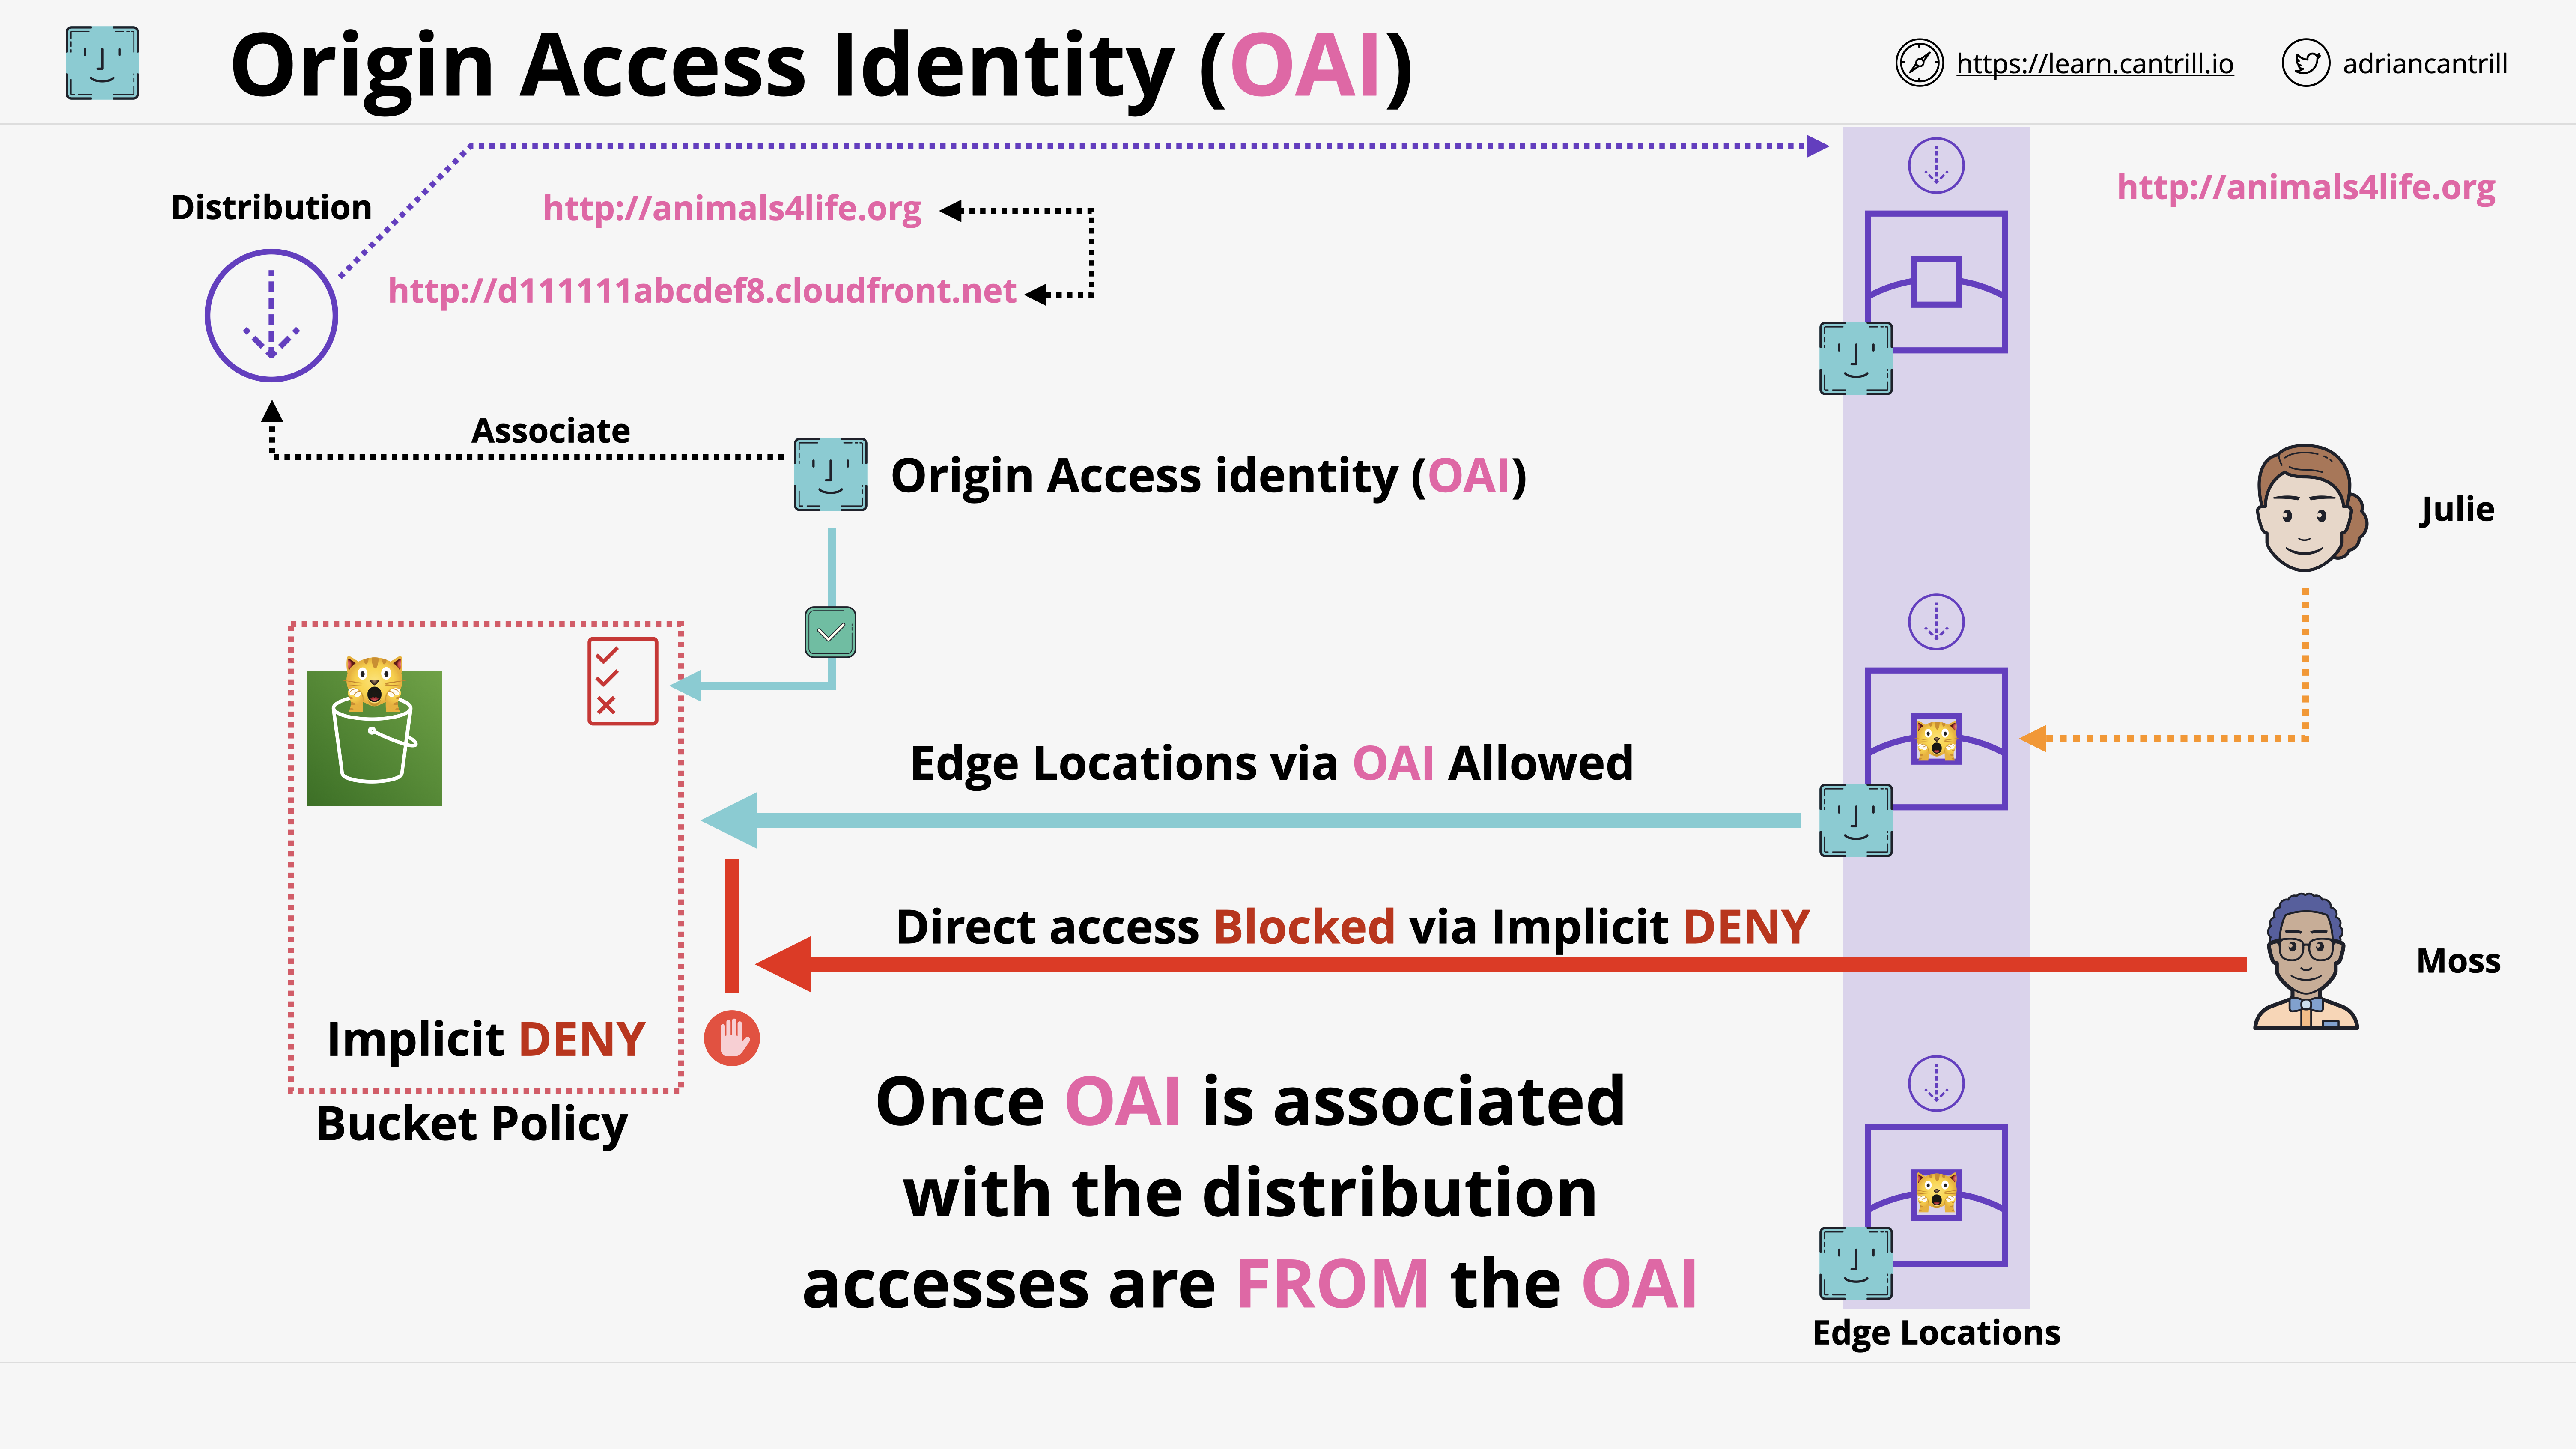 Origin Access Identity (OAI)
https://learn.cantrill.io
adriancantrill
Distribution
http://animals4life.org
http://d111111abcdef8.cloudfront.net
http://animals4life.org
Associate
Origin Access identity (OAI)
Julie
Edge Locations via OAI Allowed
Direct access Blocked via Implicit DENY
Moss
Implicit DENY
Bucket Policy
Once OAI is associated
with the distribution
accesses are FROM the OAI
Edge Locations